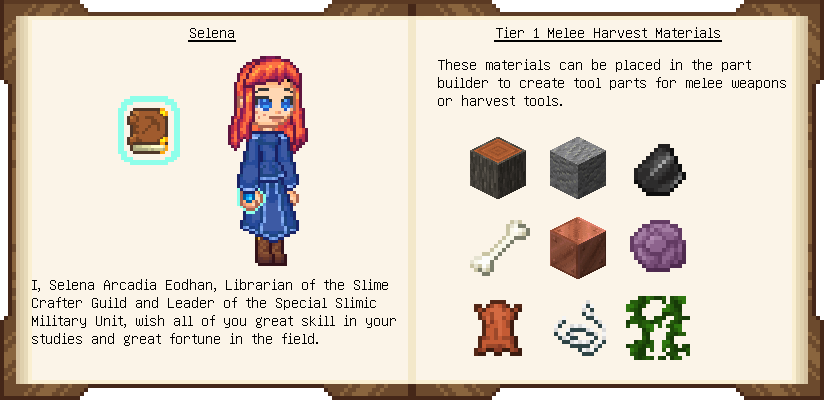 Selena
I, Selena Arcadia Eodhan, Librarian of the Slime
Crafter Guild and Leader of the Special Slimic
Military Unit, wish all of you great skill in your
studies and great fortune in the field.
Tier 1 Melee Harvest Materials
These materials can be placed in the part
builder to create tool parts for melee weapons
or harvest tools.